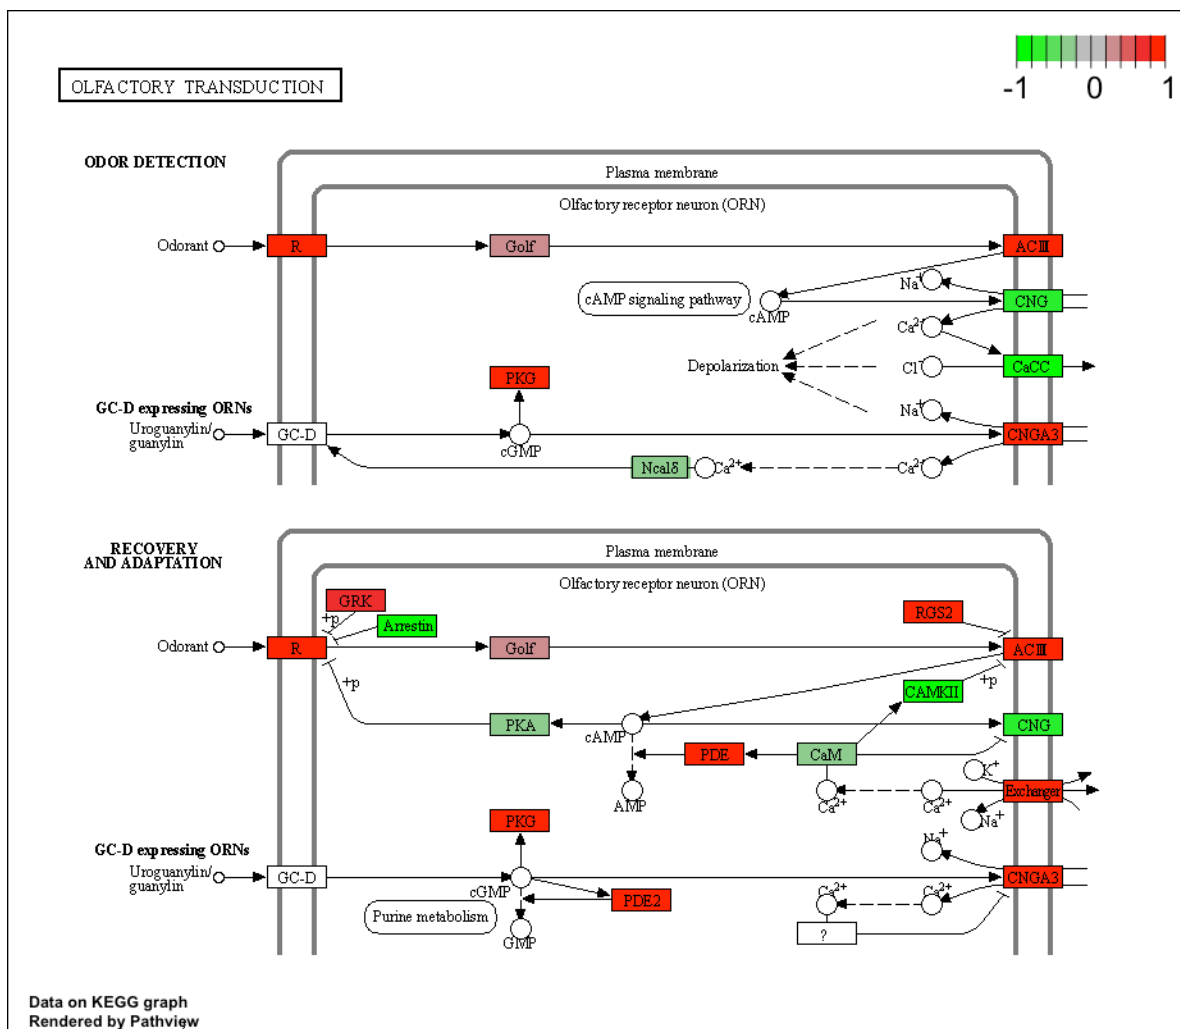 -1 0 1
OLFACTORY TRANSDUCTION
ODOR DETECTION
Plasma membrane
Olfactory receptor neuron (ORN)
Odorant
R
Golf
ACIII
Na+
cAMP signaling pathway
cAMP
CNG
Ca2+
Depolarization
Cl-
CaCC
PKG
GC-D expressing ORNs
Uroguanylin/
guanylin
GC-D
cGMP
Na+
CNGA3
Ncalδ
Ca2+
Ca2+
RECOVERY
AND ADAPTATION
Plasma membrane
Olfactory receptor neuron (ORN)
GRK
+p
Arrestin
RGS2
Odorant
R
Golf
ACIII
+p
CAMKII
+p
PKA
cAMP
CNG
PDE
CaM
K+
AMP
Ca2+
Ca2+
Exchanger
Na+
PKG
Na+
GC-D expressing ORNs
Uroguanylin/
guanylin
GC-D
cGMP
CNGA3
PDE2
Ca2+
Ca2+
Purine metabolism
GMP
?
Data on KEGG graph
Rendered by Pathview